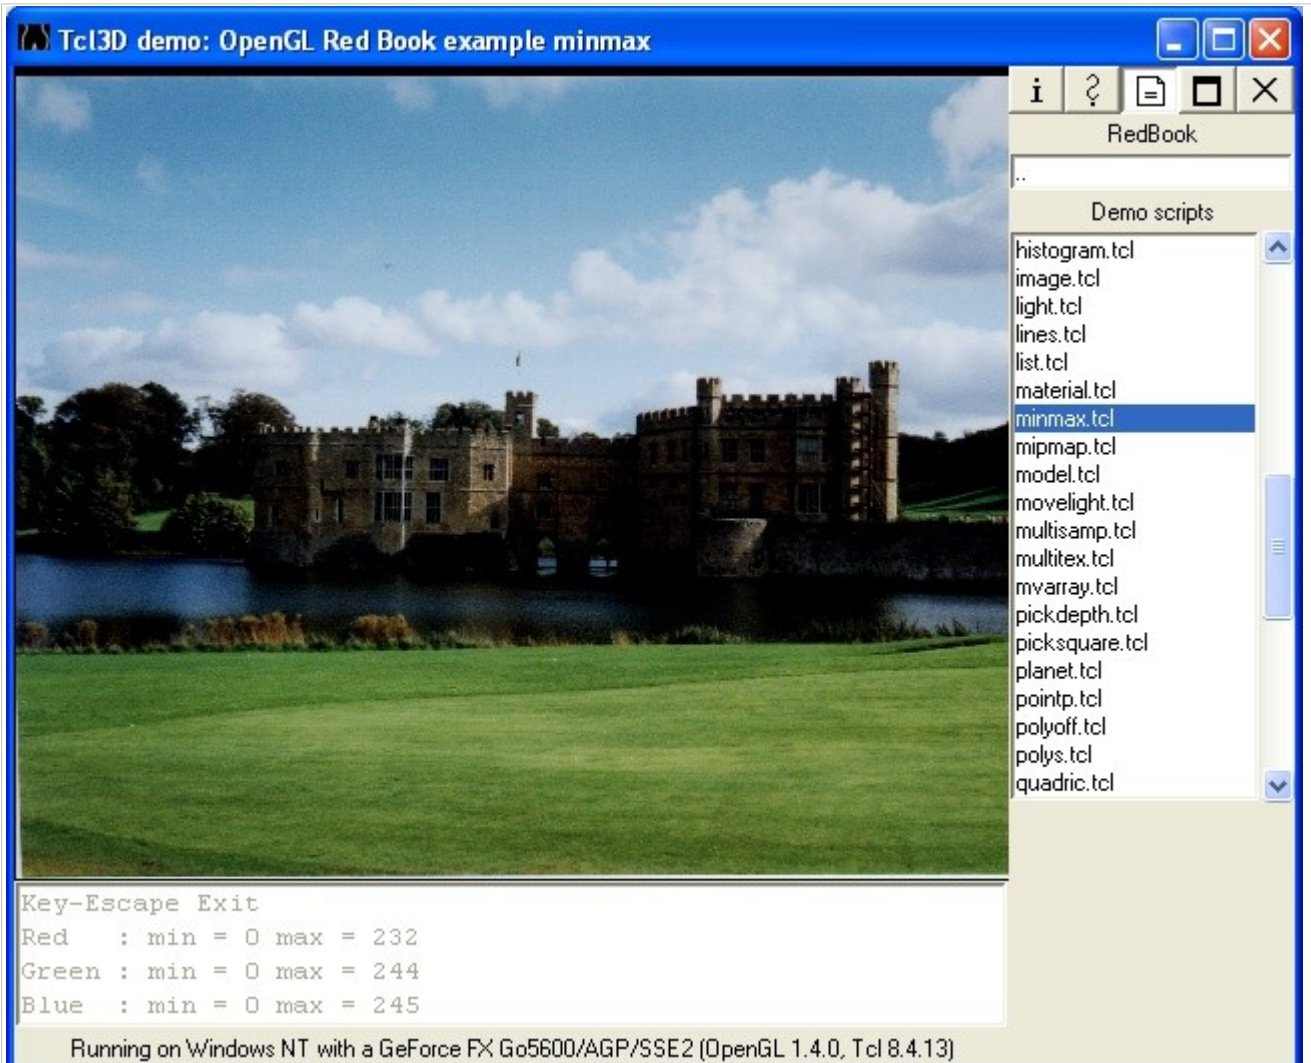 Tcl3D demo: OpenGL Red Book example minmax
i ?
RedBook
..
Demo scripts
histogram.tcl
image.tcl
light.tcl
lines.tcl
list.tcl
material.tcl
minmax.tcl
mipmap.tcl
model.tcl
movelight.tcl
multisamp.tcl
multitex.tcl
mvarray.tcl
pickdepth.tcl
picksquare.tcl
planet.tcl
pointp.tcl
polyoff.tcl
polys.tcl
quadric.tcl
Key-Escape Exit
Red   : min = 0 max = 232
Green : min = 0 max = 244
Blue  : min = 0 max = 245
Running on Windows NT with a GeForce FX Go5600/AGP/SSE2 (OpenGL 1.4.0, Tcl 8.4.13)